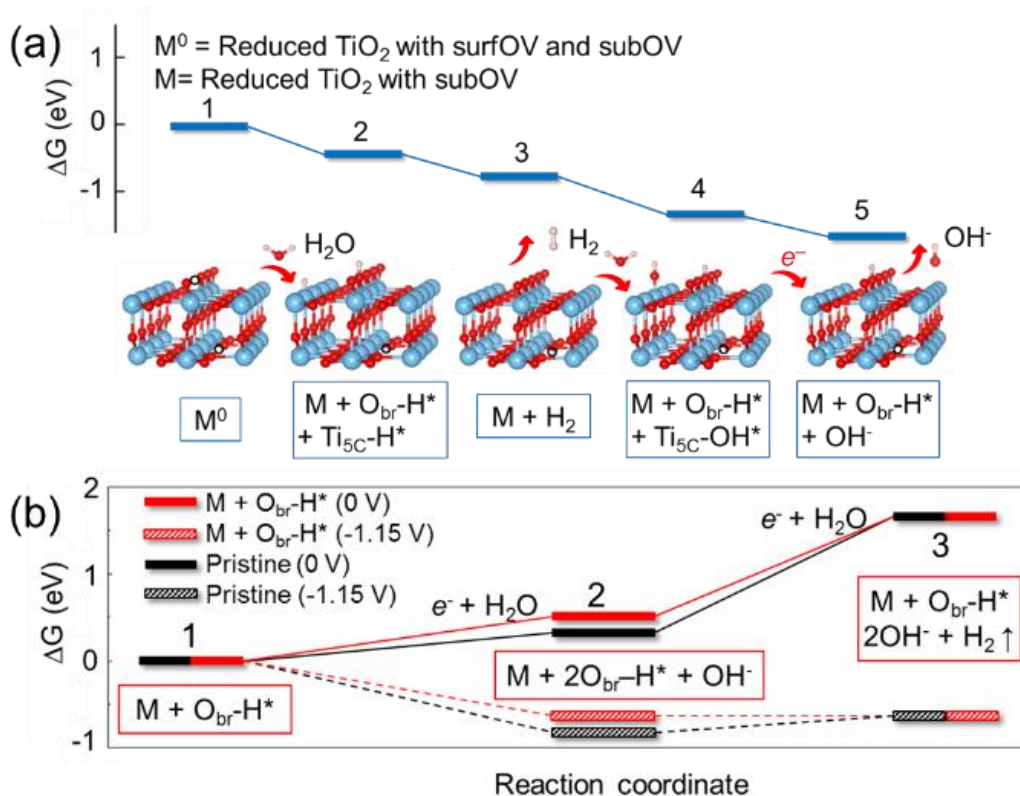 (a)
M⁰ = Reduced TiO₂ with surfOV and subOV
M= Reduced TiO₂ with subOV
ΔG (eV)
1
0
-1
1
2
3
4
5
H₂O
H₂
e⁻
OH⁻
M⁰
M + O_br-H*
+ Ti₅C-H*
M + H₂
M + O_br-H*
+ Ti₅C-OH*
M + O_br-H*
+ OH⁻
(b)
ΔG (eV)
2
1
0
-1
M + O_br-H* (0 V)
M + O_br-H* (-1.15 V)
Pristine (0 V)
Pristine (-1.15 V)
1
e⁻ + H₂O
2
e⁻ + H₂O
3
M + O_br-H*
M + 2O_br–H* + OH⁻
M + O_br-H*
2OH⁻ + H₂↑
Reaction coordinate